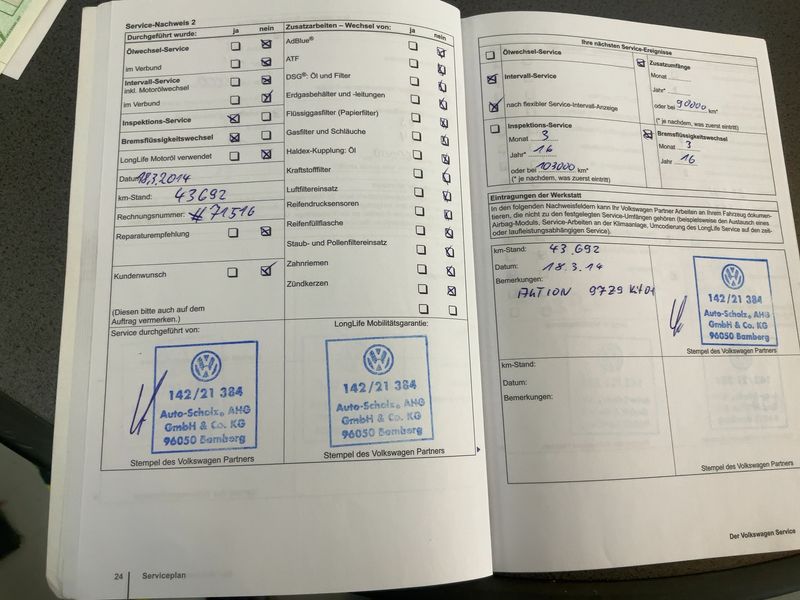 Service-Nachweis 2
Durchgeführt wurde: ja nein
Ölwechsel-Service
im Verbund
Intervall-Service
inkl. Motorölwechsel
im Verbund
Inspektions-Service
Bremsflüssigkeitswechsel
LongLife Motoröl verwendet
Datum: 18.3.2014
km-Stand: 43692
Rechnungsnummer: #71516
Reparaturempfehlung
Kundenwunsch
(Diesen bitte auch auf dem
Auftrag vermerken.)
Service durchgeführt von:
142/21 384
Auto-Scholz® AHG
GmbH & Co. KG
96050 Bamberg
Stempel des Volkswagen Partners
Zusatzarbeiten – Wechsel von: ja nein
AdBlue®
ATF
DSG®: Öl und Filter
Erdgasbehälter und -leitungen
Flüssiggasfilter (Papierfilter)
Gasfilter und Schläuche
Haldex-Kupplung: Öl
Kraftstofffilter
Luftfiltereinsatz
Reifendrucksensoren
Reifenfüllflasche
Staub- und Pollenfiltereinsatz
Zahnriemen
Zündkerzen
LongLife Mobilitätsgarantie:
142/21 384
Auto-Scholz® AHG
GmbH & Co. KG
96050 Bamberg
Stempel des Volkswagen Partners
24 Serviceplan
Ihre nächsten Service-Ereignisse
Ölwechsel-Service
Intervall-Service
nach flexibler Service-Intervall-Anzeige
Inspektions-Service
Monat 3
Jahr* 16
oder bei 103000 km*
(* je nachdem, was zuerst eintritt)
Zusatzumfänge
Monat
Jahr*
oder bei 90000 km*
(* je nachdem, was zuerst eintritt)
Bremsflüssigkeitswechsel
Monat 3
Jahr 16
Eintragungen der Werkstatt
In den folgenden Nachweisfeldern kann Ihr Volkswagen Partner Arbeiten an Ihrem Fahrzeug dokumen-
tieren, die nicht zu den festgelegten Service-Umfängen gehören (beispielsweise den Austausch eines
Airbag-Moduls, Service-Arbeiten an der Klimaanlage, Umcodierung des LongLife Service auf den zeit-
oder laufleistungsabhängigen Service).
km-Stand: 43.692
Datum: 18.3.14
Bemerkungen:
AKTION 97Z9
142/21 384
Auto-Scholz® AHG
GmbH & Co. KG
96050 Bamberg
Stempel des Volkswagen Partners
km-Stand:
Datum:
Bemerkungen:
Stempel des Volkswagen Partners
Der Volkswagen Service